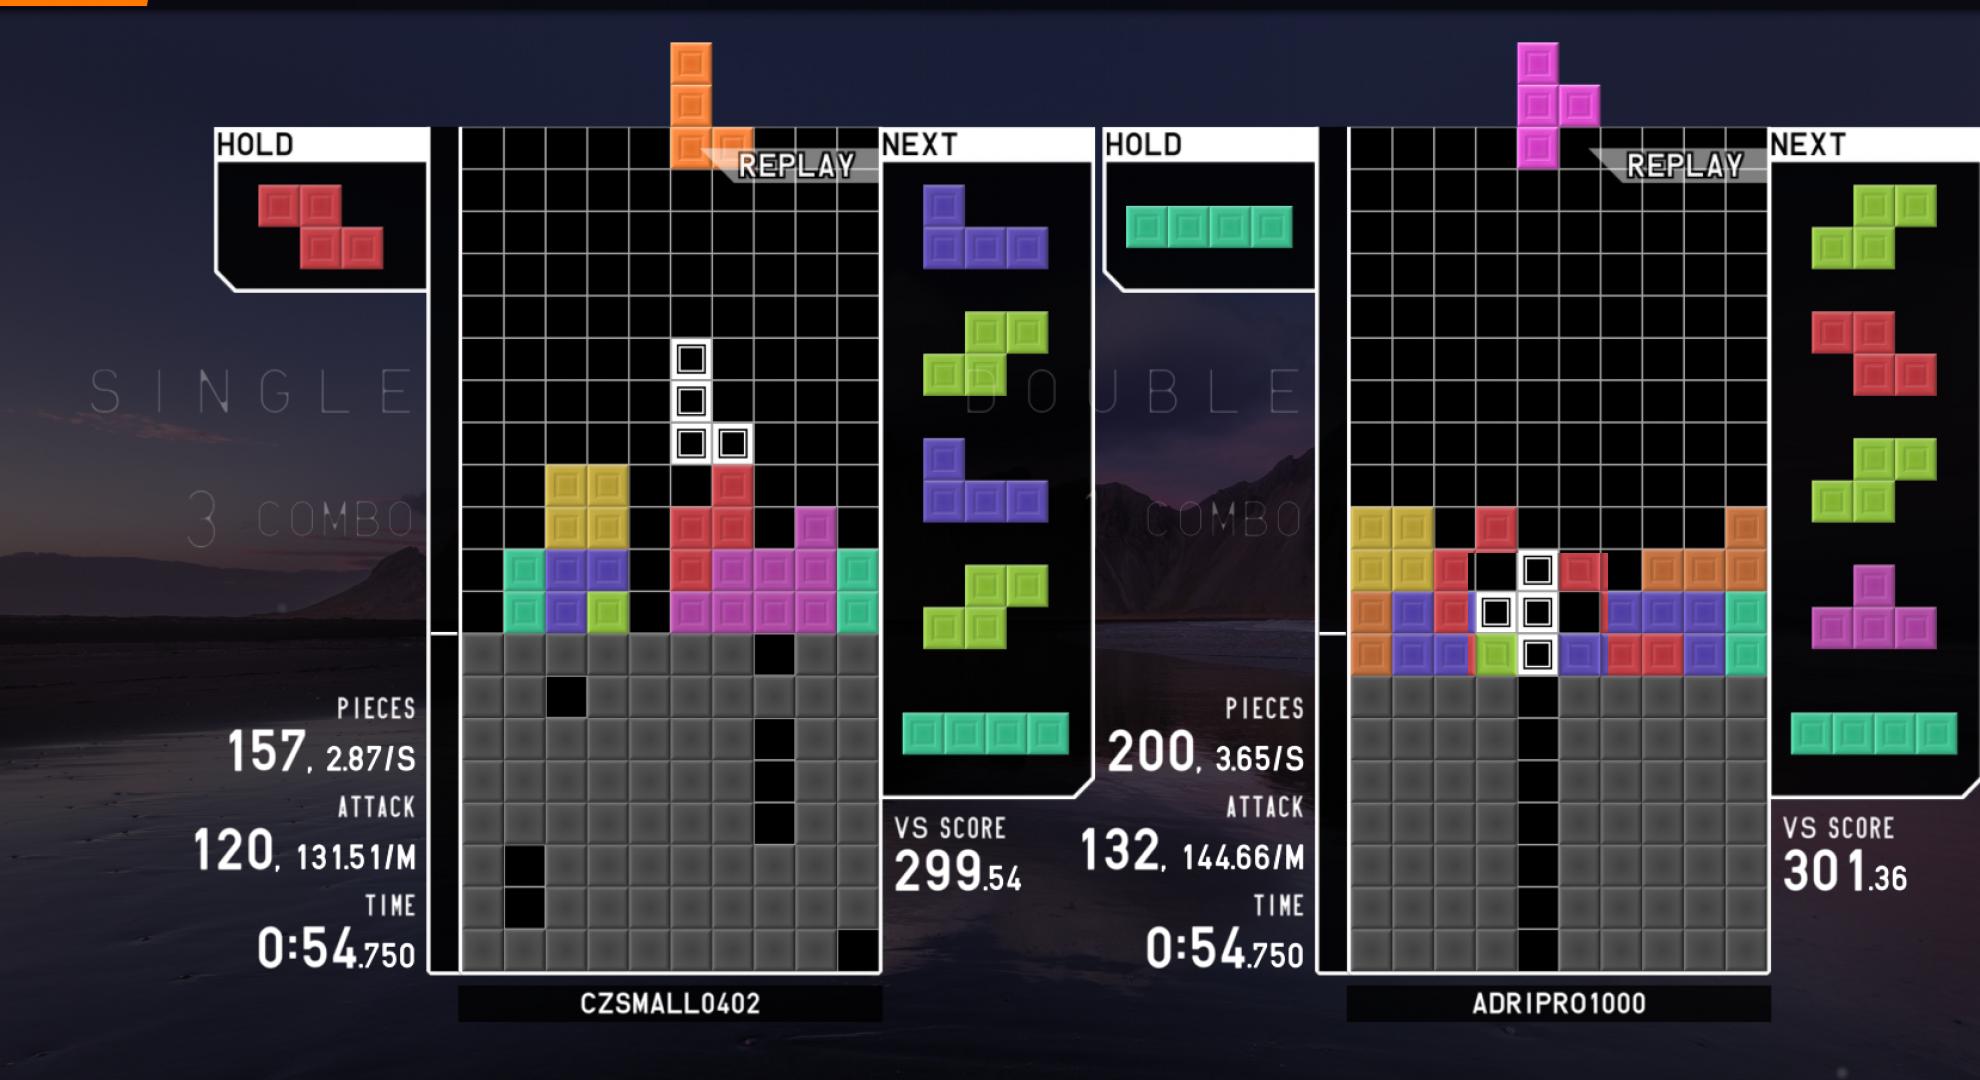 HOLD
REPLAY
NEXT
SINGLE
3 COMBO
PIECES
157, 2.87/S
ATTACK
120, 131.51/M
TIME
0:54.750
VS SCORE
299.54
CZSMALL0402
HOLD
REPLAY
NEXT
DOUBLE
COMBO
PIECES
200, 3.65/S
ATTACK
132, 144.66/M
TIME
0:54.750
VS SCORE
301.36
ADRIPRO1000